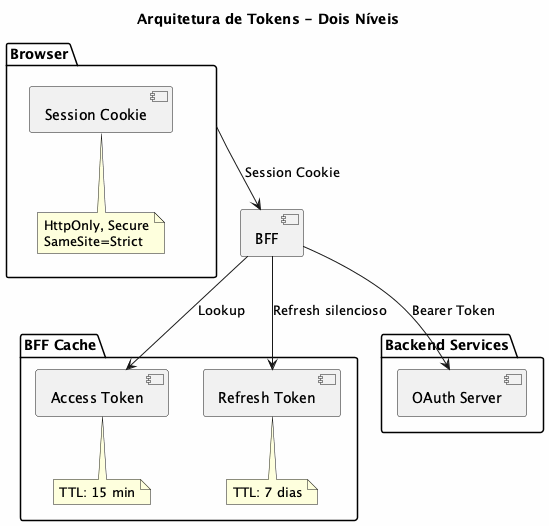 Arquitetura de Tokens - Dois Níveis
Browser
Session Cookie
HttpOnly, Secure
SameSite=Strict
Session Cookie
BFF
Lookup
Refresh silencioso
Bearer Token
BFF Cache
Access Token
TTL: 15 min
Refresh Token
TTL: 7 dias
Backend Services
OAuth Server